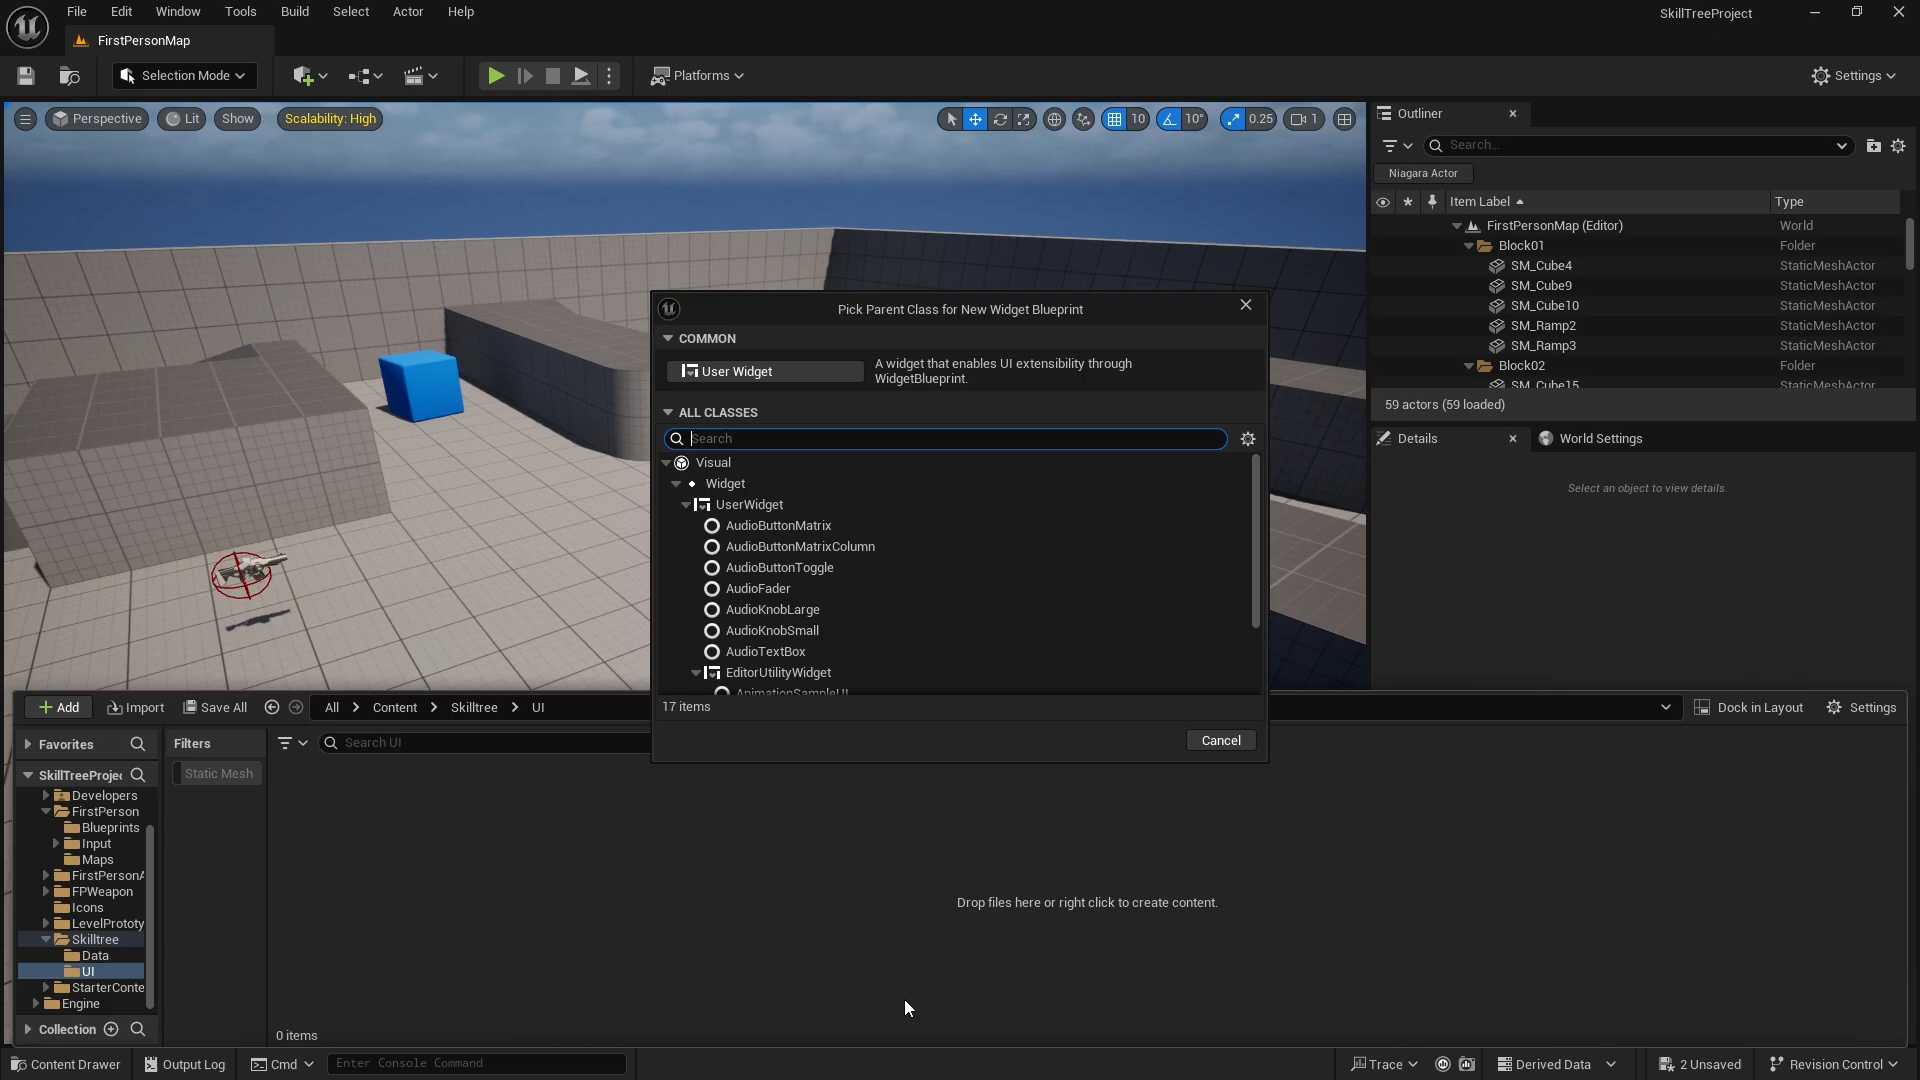 File Edit Window Tools Build Select Actor Help
SkillTreeProject
FirstPersonMap
Selection Mode
Platforms
Settings
Perspective Lit Show Scalability: High
10 10° 0.25 1
Outliner
Search...
Niagara Actor
Item Label Type
FirstPersonMap (Editor) World
Block01 Folder
SM_Cube4 StaticMeshActor
SM_Cube9 StaticMeshActor
SM_Cube10 StaticMeshActor
SM_Ramp2 StaticMeshActor
SM_Ramp3 StaticMeshActor
Block02 Folder
SM_Cube15 StaticMeshActor
59 actors (59 loaded)
Details World Settings
Select an object to view details.
Pick Parent Class for New Widget Blueprint
COMMON
User Widget
A widget that enables UI extensibility through
WidgetBlueprint.
ALL CLASSES
Search
Visual
Widget
UserWidget
AudioButtonMatrix
AudioButtonMatrixColumn
AudioButtonToggle
AudioFader
AudioKnobLarge
AudioKnobSmall
AudioTextBox
EditorUtilityWidget
AnimationSampleUI
17 items
Cancel
Add Import Save All All Content Skilltree UI Dock in Layout Settings
Favorites
Filters
Search UI
SkillTreeProjec
Static Mesh
Developers
FirstPerson
Blueprints
Input
Maps
FirstPersonA
FPWeapon
Icons
LevelPrototy
Skilltree
Data
UI
StarterConte
Engine
Collection
Drop files here or right click to create content.
0 items
Content Drawer Output Log Cmd Enter Console Command Trace Derived Data 2 Unsaved Revision Control